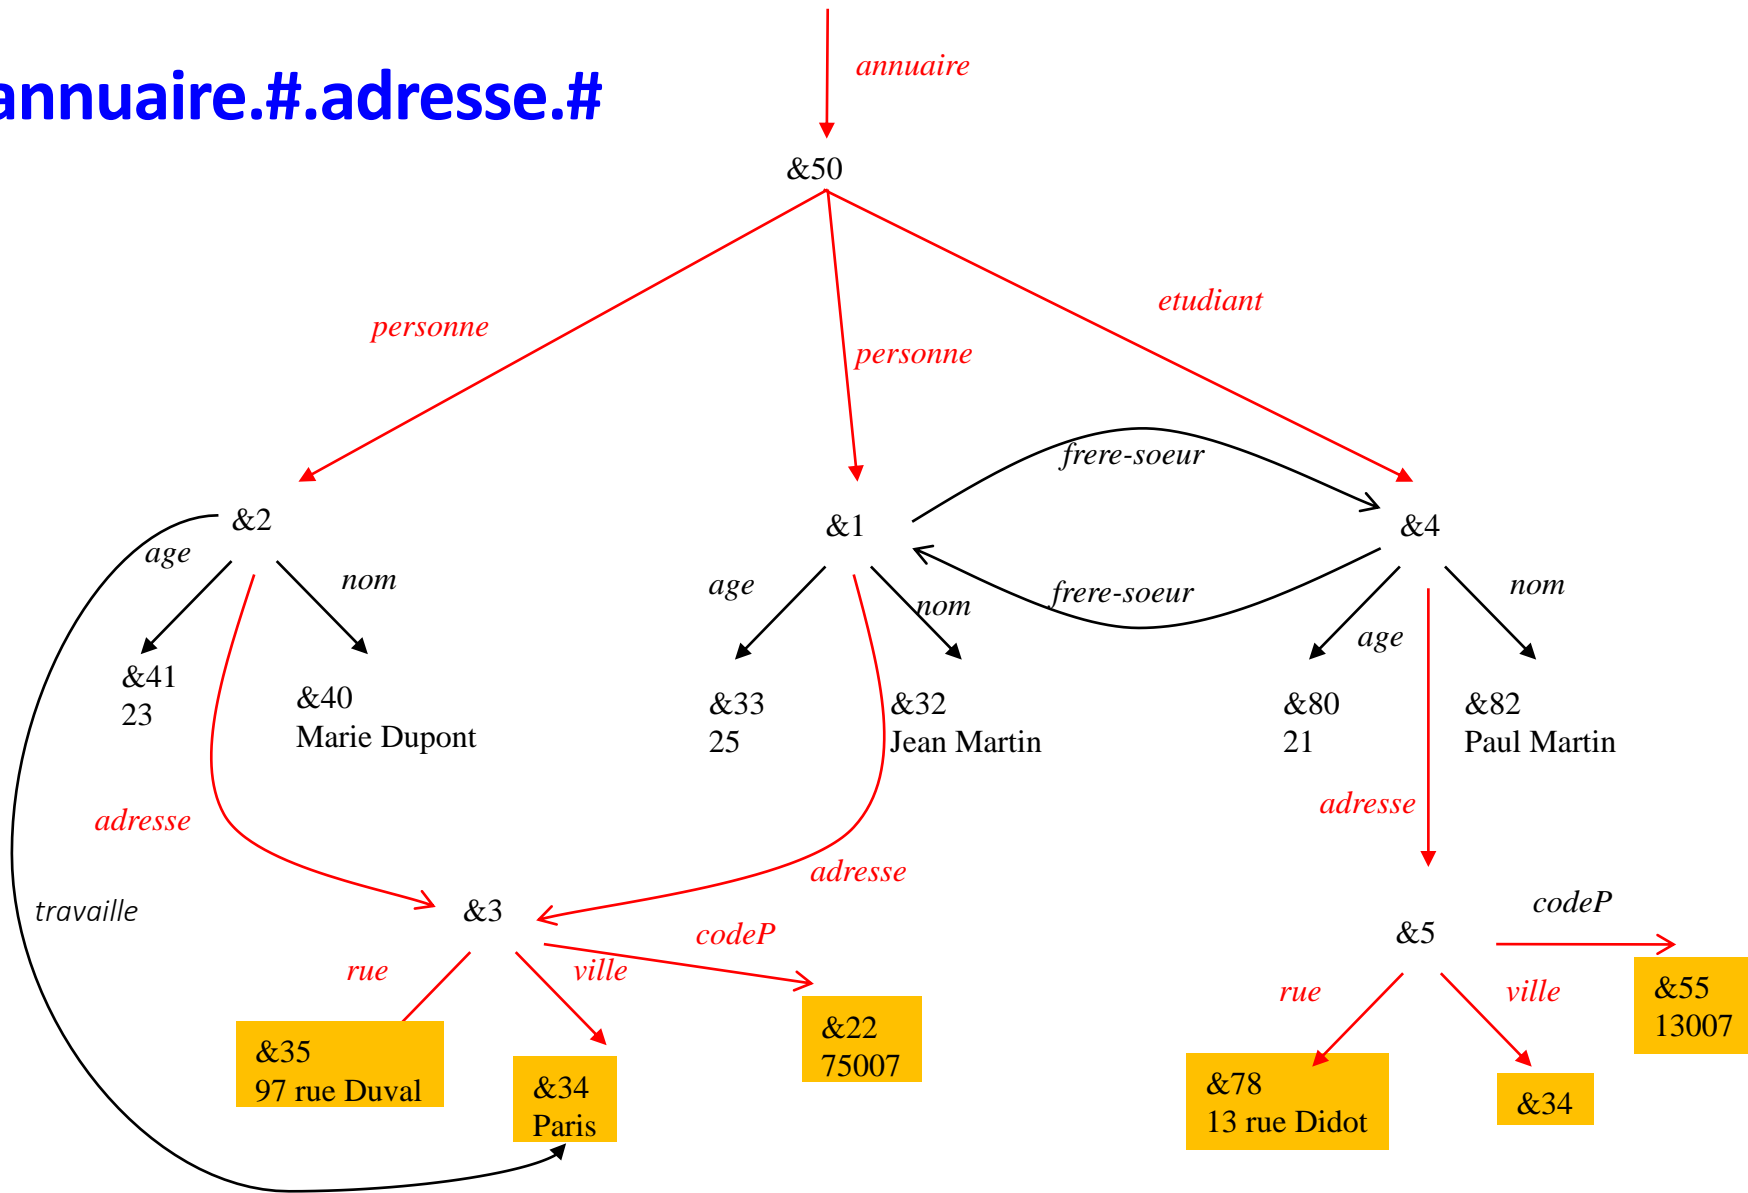 annuaire
annuaire.#.adresse.#
&50
etudiant
personne
personne
frere-soeur
&2
&1
&4
age
nom
age
nom
frere-soeur
age
nom
&41
23
&40
Marie Dupont
&33
25
&32
Jean Martin
&80
21
&82
Paul Martin
adresse
adresse
adresse
travaille
&3
codeP
rue
ville
&5
codeP
rue
ville
&35
97 rue Duval
&34
Paris
&22
75007
&78
13 rue Didot
&34
&55
13007